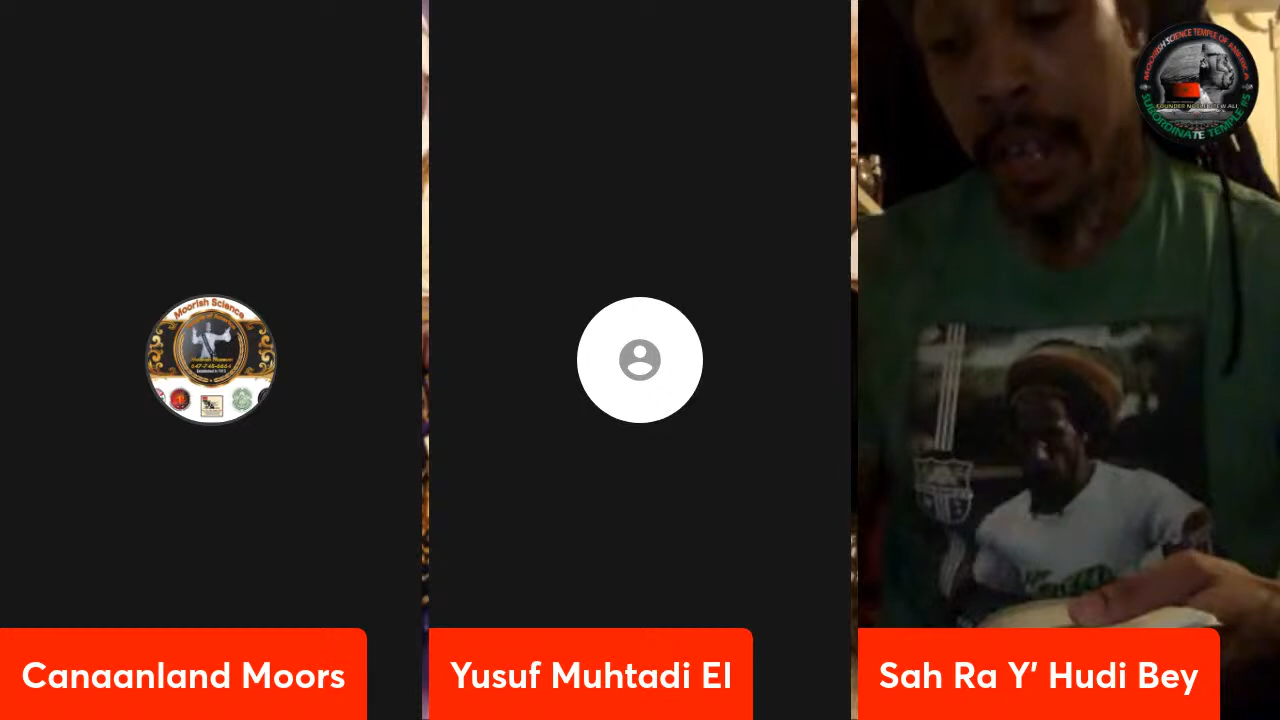 Moorish Science
Canaanland Moors
Yusuf Muhtadi El
Sah Ra Y' Hudi Bey
MOORISH SCIENCE TEMPLE OF AMERICA
SUBORDINATE TEMPLE